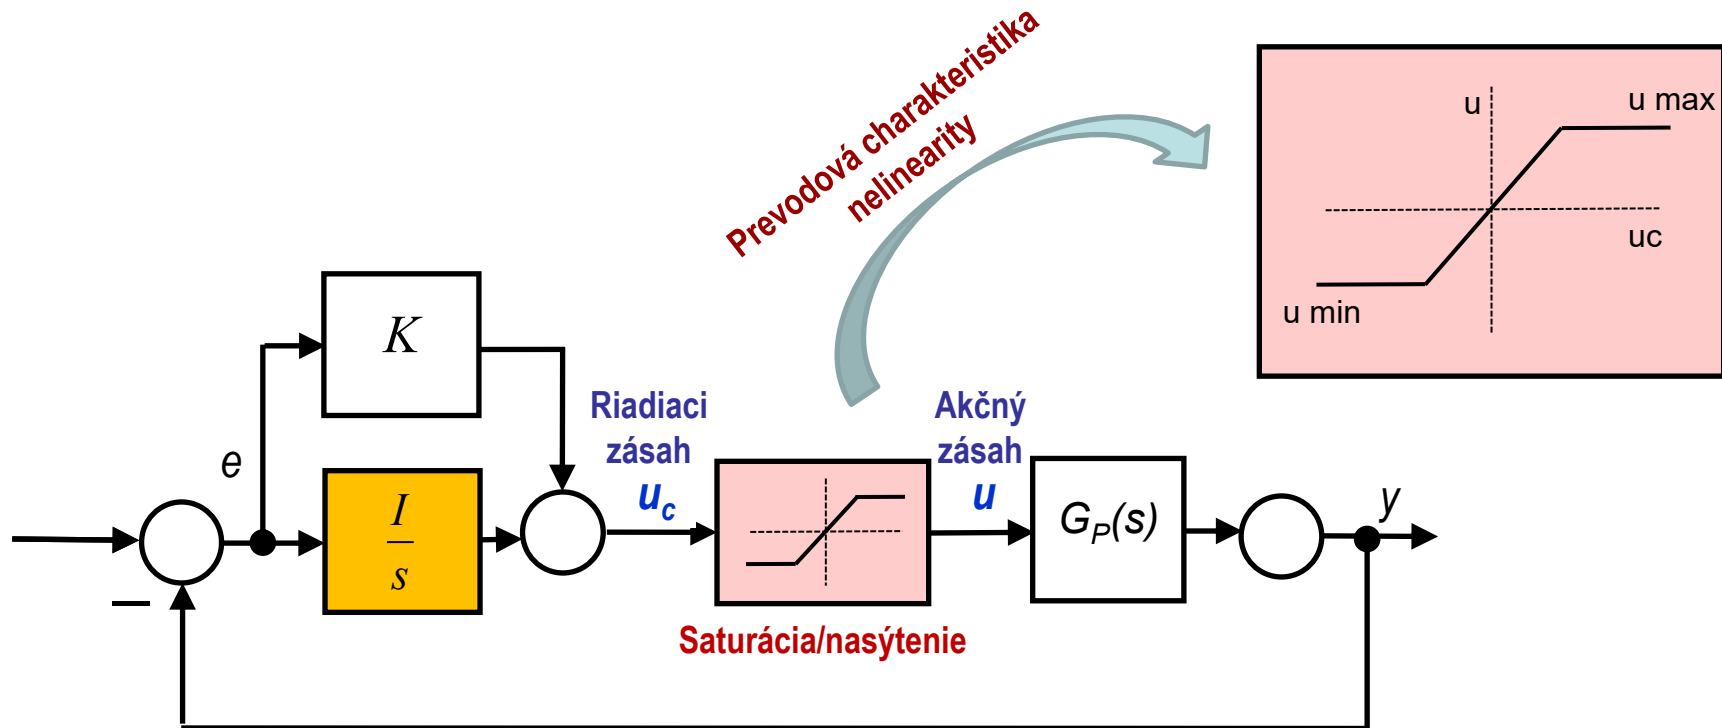 Prevodová charakteristika
nelinearity
u
u max
uc
u min
K
e
I
s
Riadiaci
zásah
uc
Akčný
zásah
u
GP(s)
y
–
Saturácia/nasýtenie